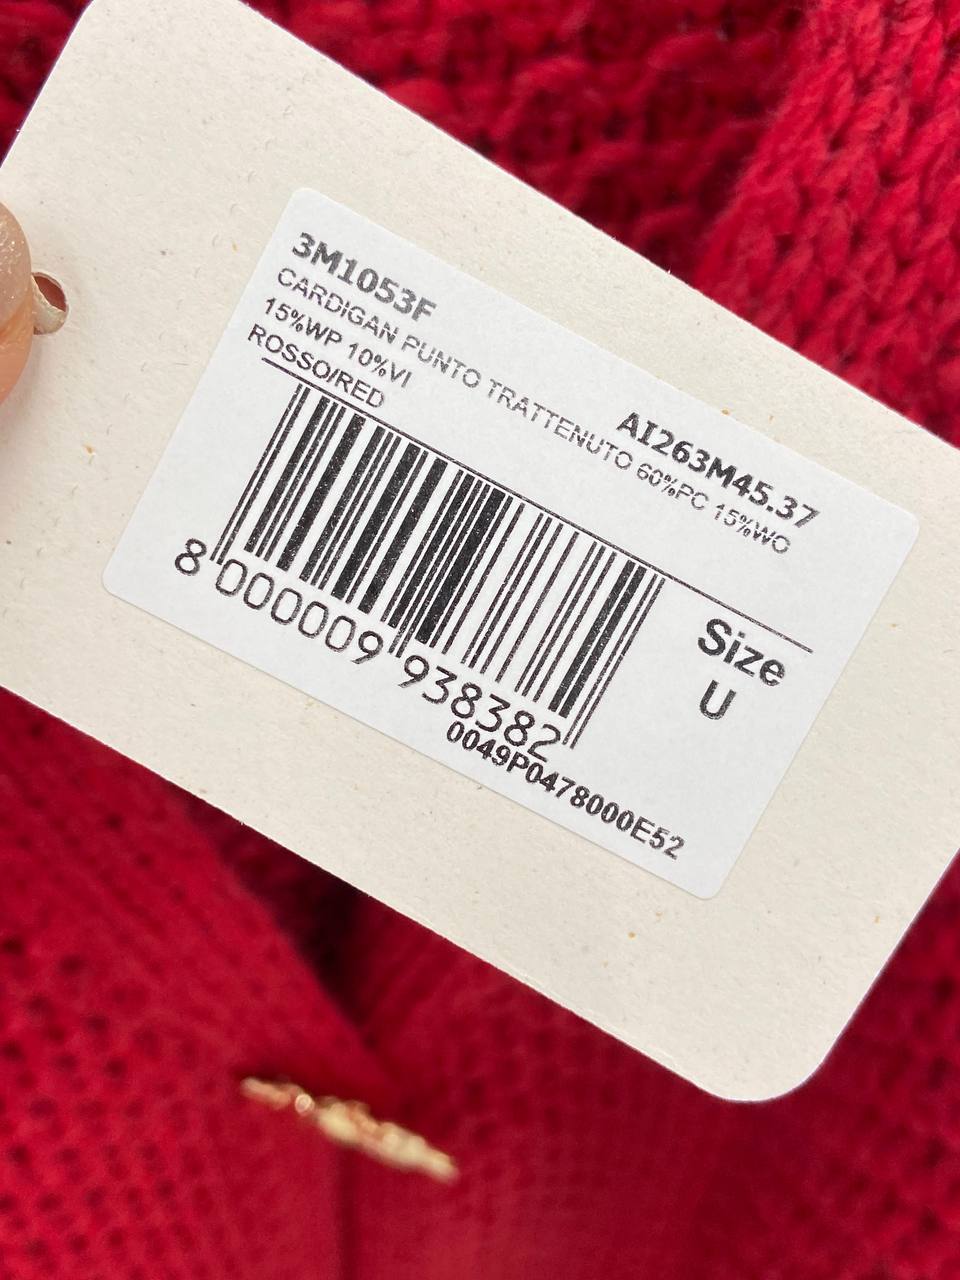 3M1053F
AI263M45.37
CARDIGAN PUNTO TRATTENUTO 60%PC 15%WO
15%WP 10%VI
ROSSO/RED
8 000009 938382
0049P0478000E52
Size
U